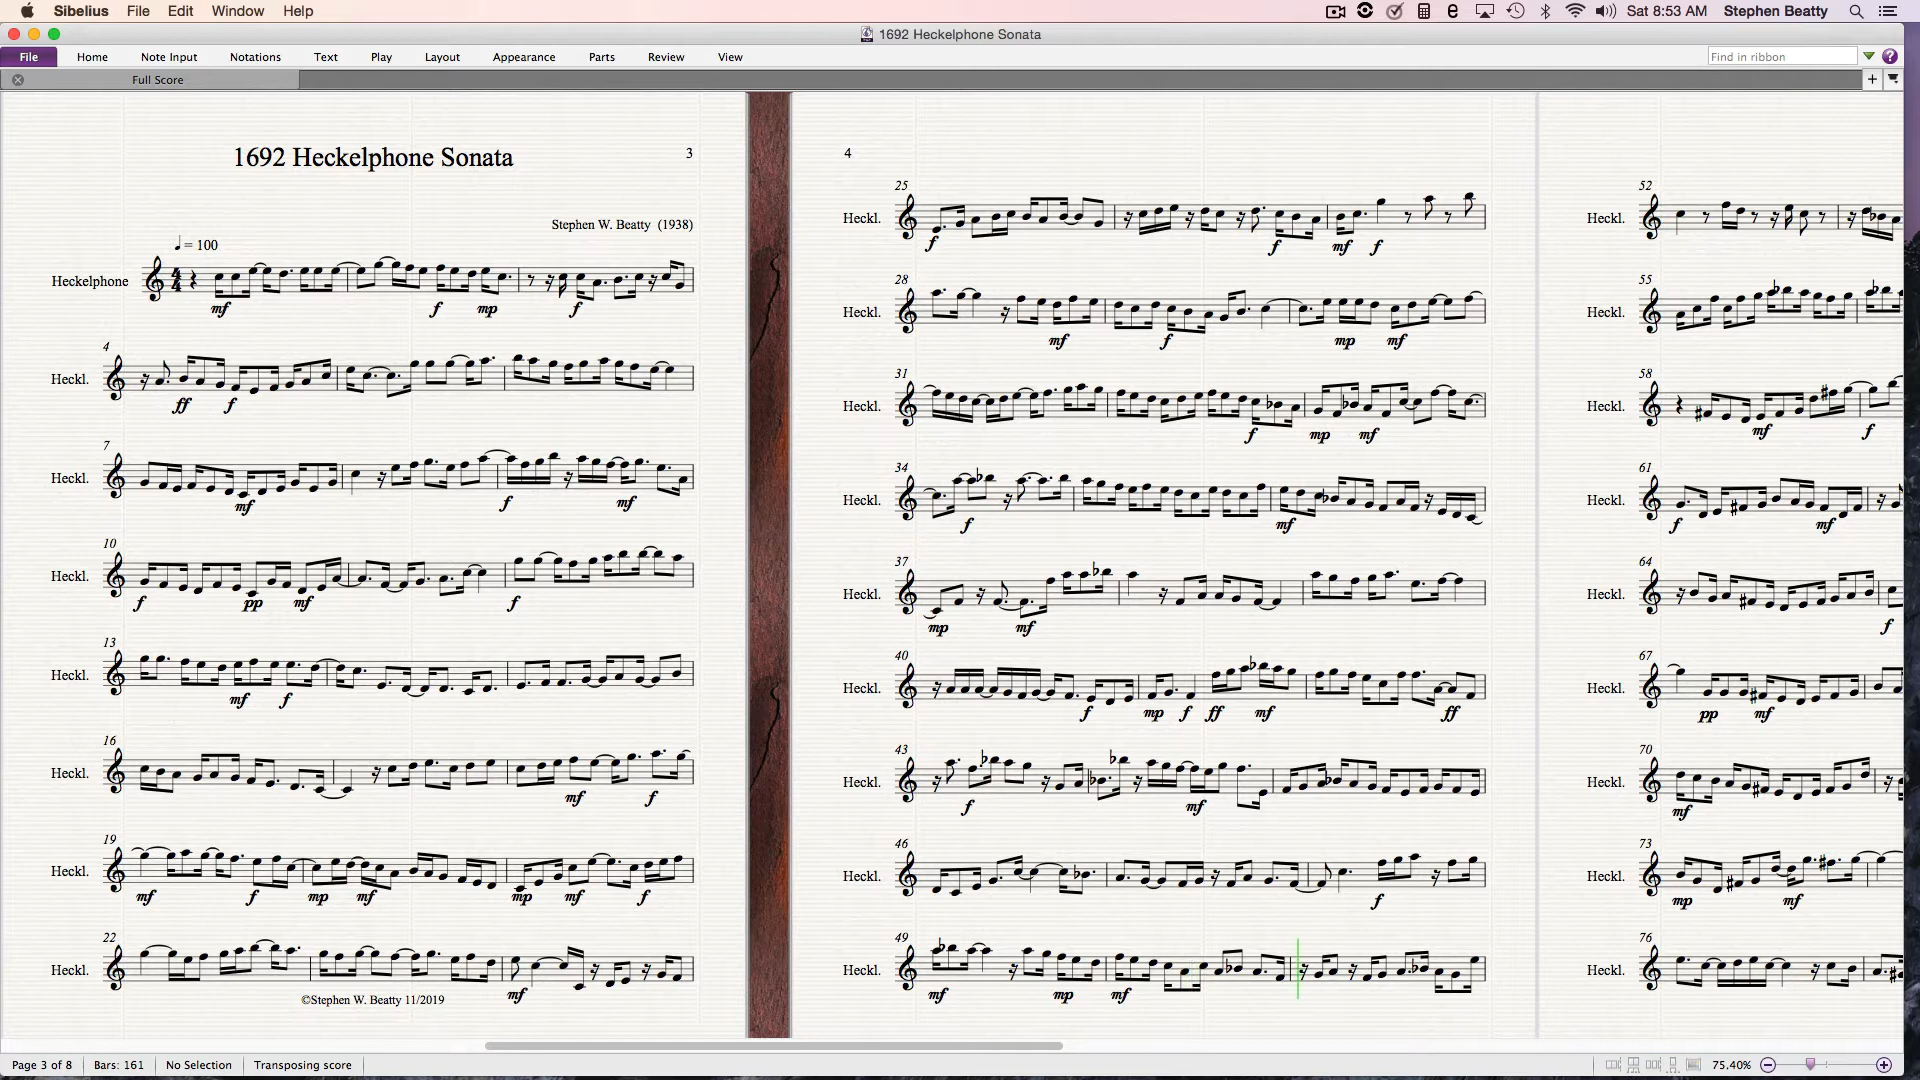 Sibelius File Edit Window Help Sat 8:53 AM Stephen Beatty
1692 Heckelphone Sonata
File Home Note Input Notations Text Play Layout Appearance Parts Review View Find in ribbon ?
Full Score +
1692 Heckelphone Sonata 3
Stephen W. Beatty (1938)
= 100
Heckelphone 4 4
mf f mp f
4
Heckl.
ff f
7
Heckl.
mf f mf
10
Heckl.
f pp mf f
13
Heckl.
mf f
16
Heckl.
mf f
19
Heckl.
mf f mp mf mp mf f
22
Heckl.
mf
©Stephen W. Beatty 11/2019
4
25
Heckl.
f f mf f
28
Heckl.
mf f mp mf
31
Heckl.
f mp mf
34
Heckl.
f mf
37
Heckl.
mp mf
40
Heckl.
f mp f ff mf ff
43
Heckl.
f mf
46
Heckl.
f
49
Heckl.
mf mp mf
52
Heckl.
55
Heckl.
58
Heckl.
mf f
61
Heckl.
f mf
64
Heckl.
f
67
Heckl.
pp mf
70
Heckl.
mf
73
Heckl.
mp mf
76
Heckl.
Page 3 of 8 Bars: 161 No Selection Transposing score 75.40%